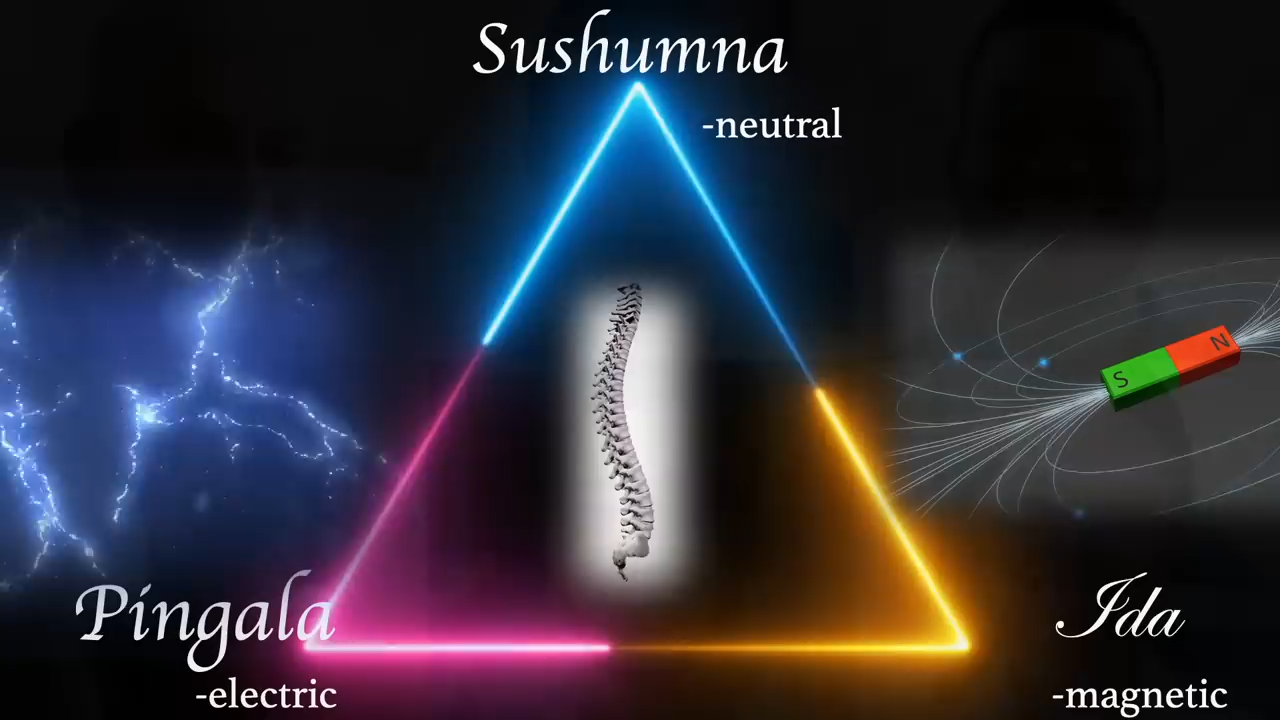 Sushumna
-neutral
S
N
Pingala
-electric
Ida
-magnetic